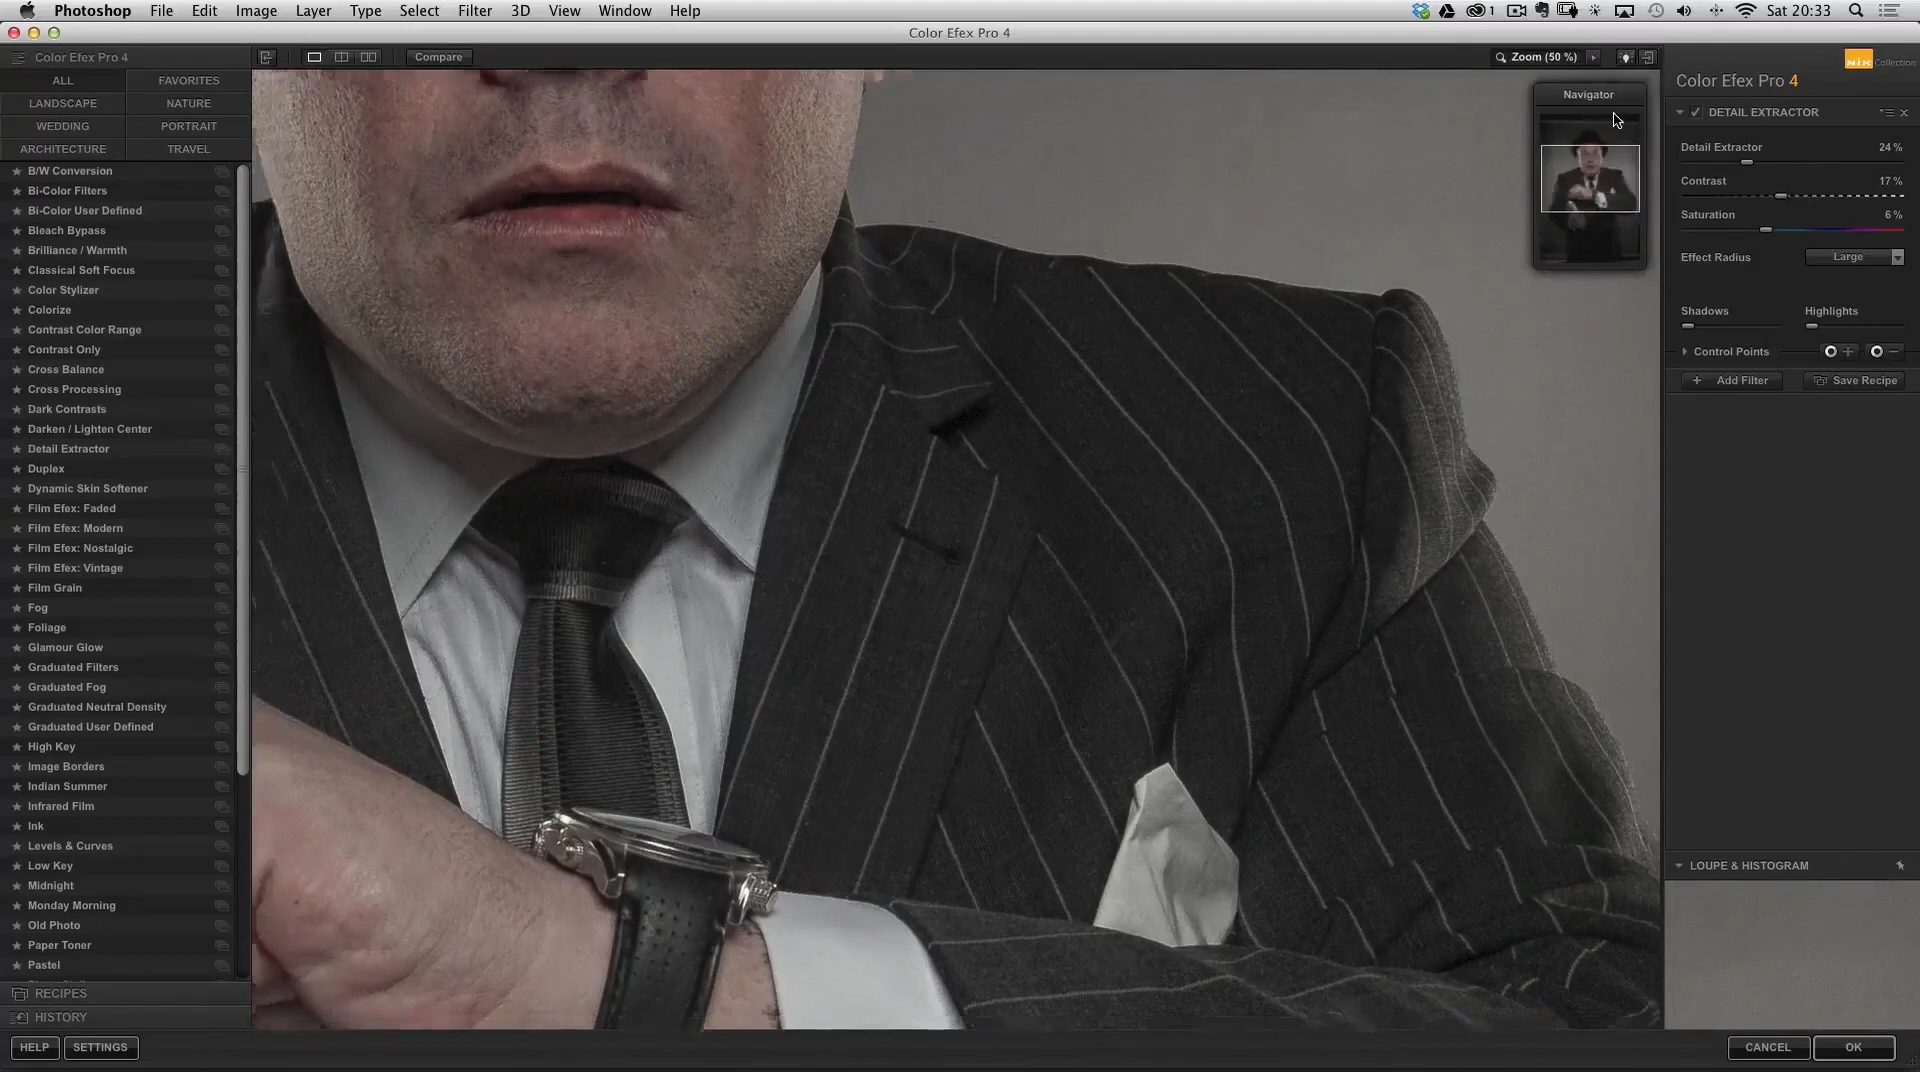 Photoshop File Edit Image Layer Type Select Filter 3D View Window Help
1 Sat 20:33
Color Efex Pro 4
Color Efex Pro 4
Compare
Zoom (50 %)
Nik Collection
ALL FAVORITES
LANDSCAPE NATURE
WEDDING PORTRAIT
ARCHITECTURE TRAVEL
B/W Conversion
Bi-Color Filters
Bi-Color User Defined
Bleach Bypass
Brilliance / Warmth
Classical Soft Focus
Color Stylizer
Colorize
Contrast Color Range
Contrast Only
Cross Balance
Cross Processing
Dark Contrasts
Darken / Lighten Center
Detail Extractor
Duplex
Dynamic Skin Softener
Film Efex: Faded
Film Efex: Modern
Film Efex: Nostalgic
Film Efex: Vintage
Film Grain
Fog
Foliage
Glamour Glow
Graduated Filters
Graduated Fog
Graduated Neutral Density
Graduated User Defined
High Key
Image Borders
Indian Summer
Infrared Film
Ink
Levels & Curves
Low Key
Midnight
Monday Morning
Old Photo
Paper Toner
Pastel
RECIPES
HISTORY
HELP SETTINGS
Navigator
Color Efex Pro 4
DETAIL EXTRACTOR
Detail Extractor 24 %
Contrast 17 %
Saturation 6 %
Effect Radius Large
Shadows Highlights
Control Points
Add Filter Save Recipe
LOUPE & HISTOGRAM
CANCEL OK